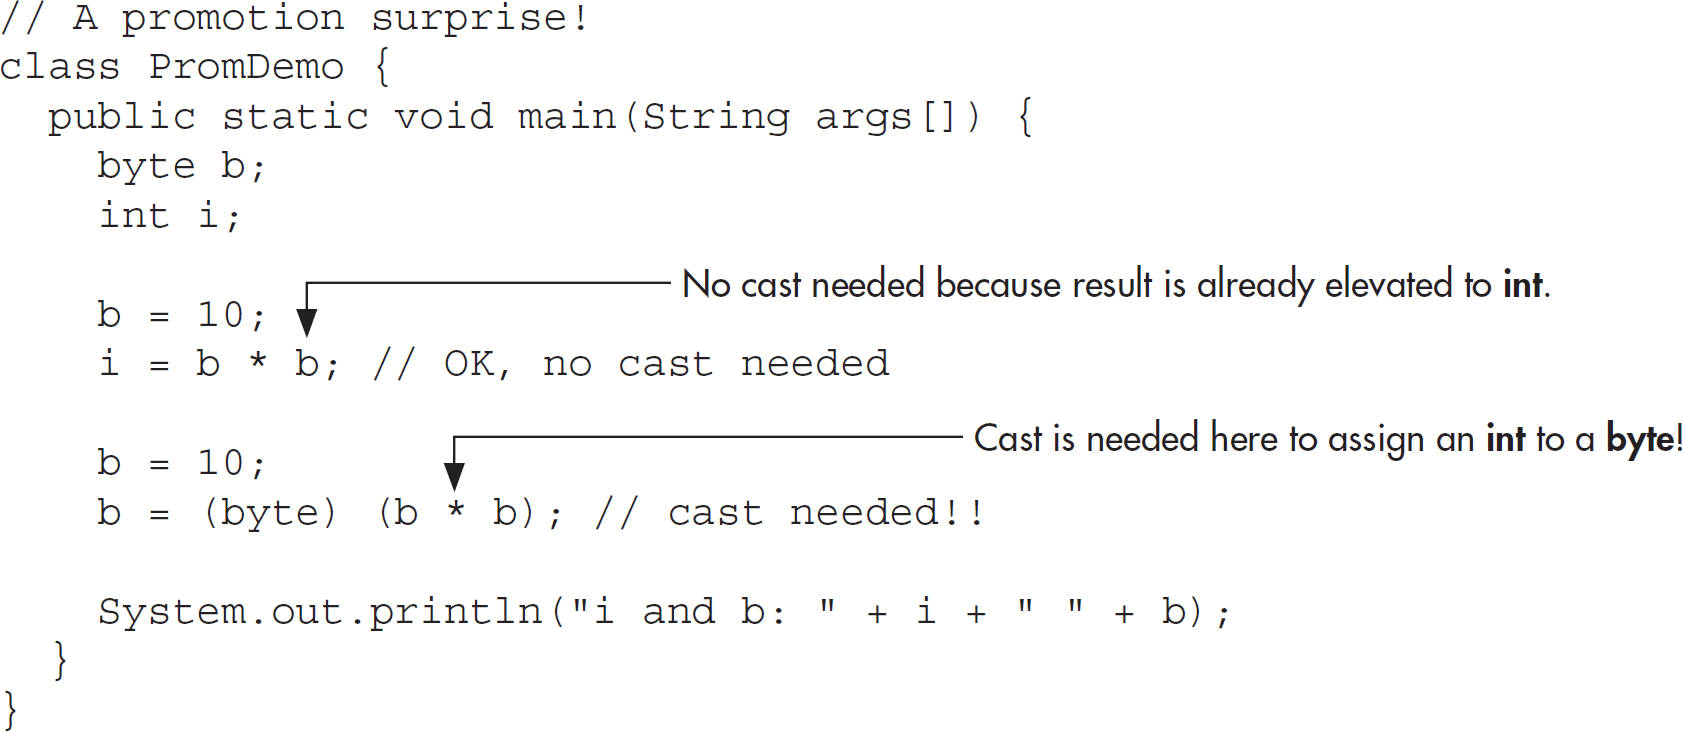 // A promotion surprise!
class PromDemo {
  public static void main(String args[]) {
    byte b;
    int i;
No cast needed because result is already elevated to int.
    b = 10;
    i = b * b; // OK, no cast needed
Cast is needed here to assign an int to a byte!
    b = 10;
    b = (byte) (b * b); // cast needed!!
    System.out.println("i and b: " + i + " " + b);
  }
}